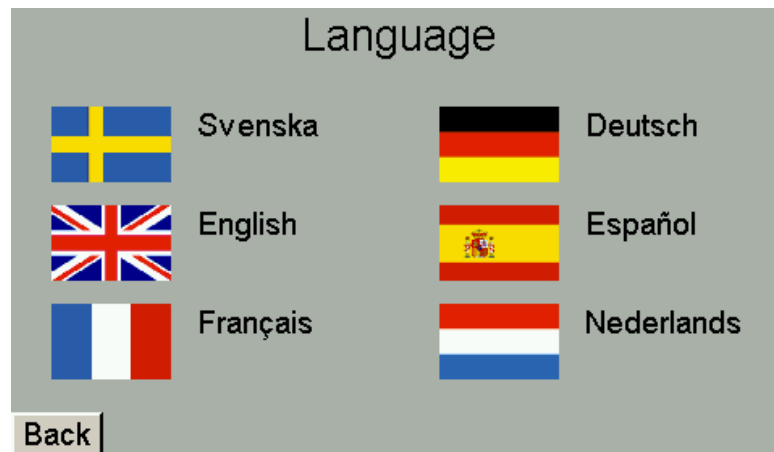 Language
Svenska
Deutsch
English
Español
Français
Nederlands
Back